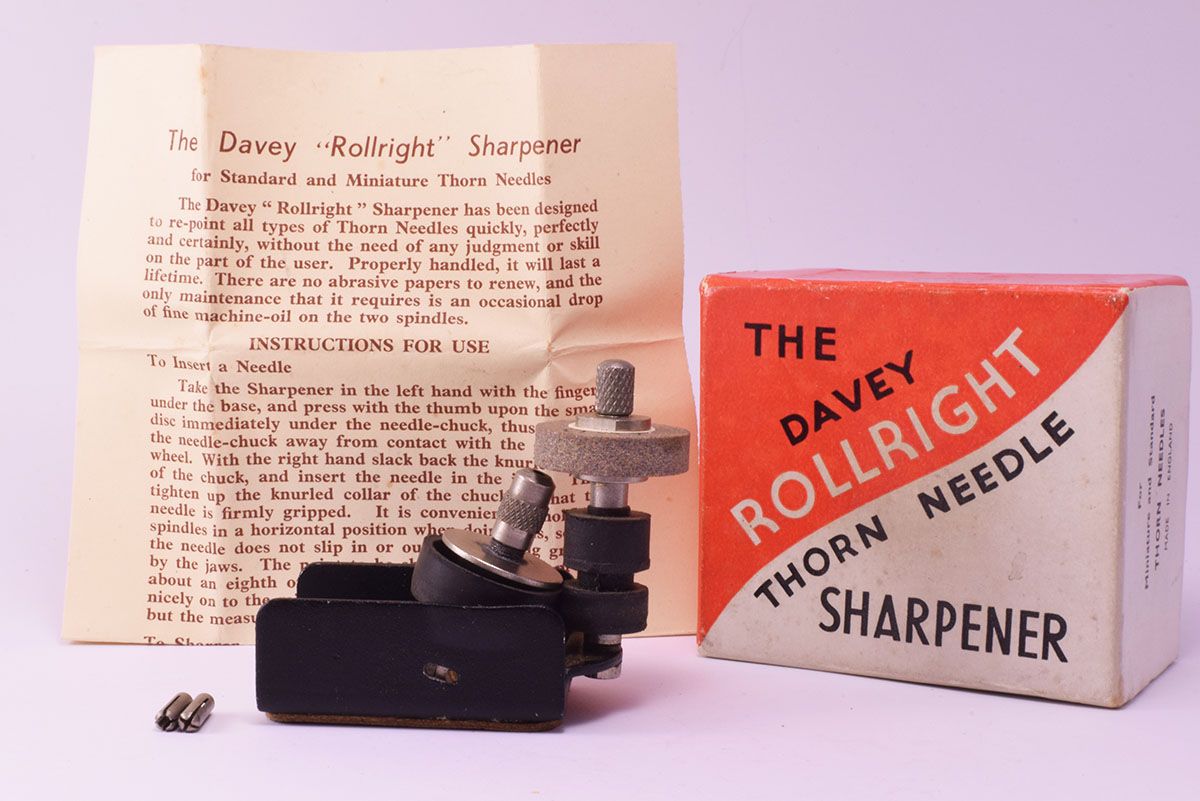 The Davey “Rollright” Sharpener
for Standard and Miniature Thorn Needles
The Davey “ Rollright ” Sharpener has been designed
to re-point all types of Thorn Needles quickly, perfectly
and certainly, without the need of any judgment or skill
on the part of the user. Properly handled, it will last a
lifetime. There are no abrasive papers to renew, and the
only maintenance that it requires is an occasional drop
of fine machine-oil on the two spindles.
INSTRUCTIONS FOR USE
To Insert a Needle
Take the Sharpener in the left hand with the finger
under the base, and press with the thumb upon the
disc immediately under the needle-chuck, thus
the needle-chuck away from contact with the
wheel. With the right hand slack back the
of the chuck, and insert the needle in the
tighten up the knurled collar of the
needle is firmly gripped. It is
spindles in a horizontal position
the needle does not slip in or
by the jaws. The
about an eighth
nicely on to the
but the
To
THE
DAVEY
ROLLRIGHT
THORN NEEDLE
SHARPENER
For
Miniature and Standard
THORN NEEDLES
MADE IN ENGLAND